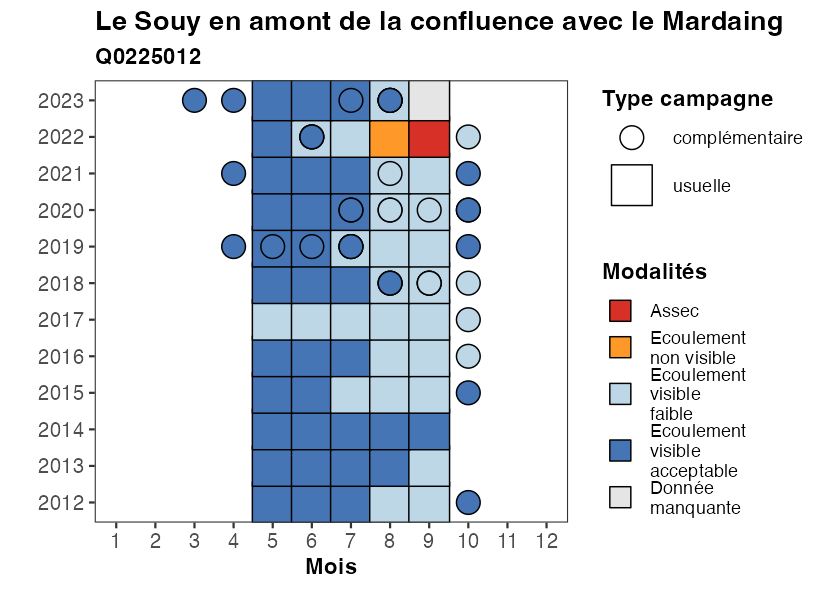 Le Souy en amont de la confluence avec le Mardaing
Q0225012
2023
2022
2021
2020
2019
2018
2017
2016
2015
2014
2013
2012
1 2 3 4 5 6 7 8 9 10 11 12
Mois
Type campagne
complémentaire
usuelle
Modalités
Assec
Ecoulement
non visible
Ecoulement
visible
faible
Ecoulement
visible
acceptable
Donnée
manquante